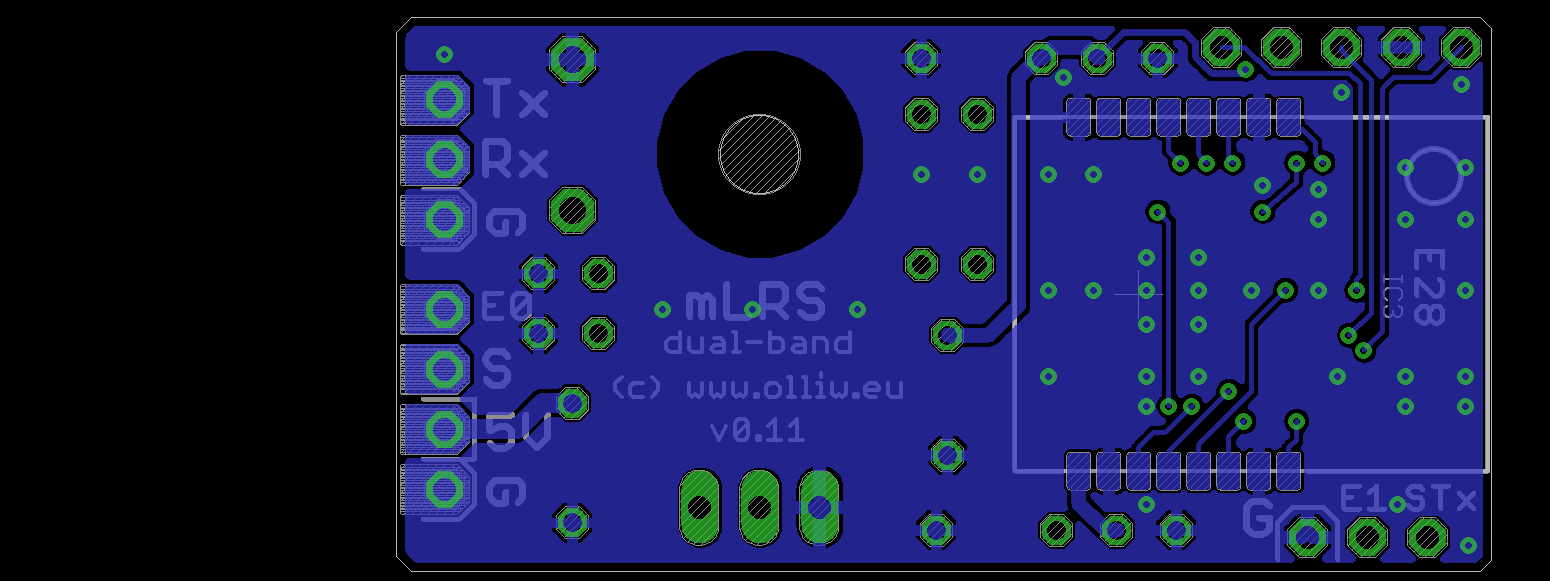 Tx
Rx
G
E0
S
5V
G
mLRS
dual-band
(c) www.olliw.eu
v0.11
E28
IC3
E1 STx
G